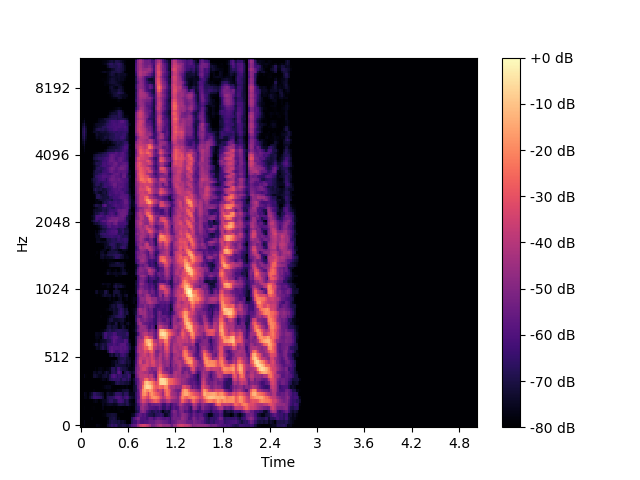 +0 dB
8192
-10 dB
4096
-20 dB
-30 dB
2048
Hz
-40 dB
1024
-50 dB
-60 dB
512
-70 dB
0
-80 dB
0 0.6 1.2 1.8 2.4 3 3.6 4.2 4.8
Time